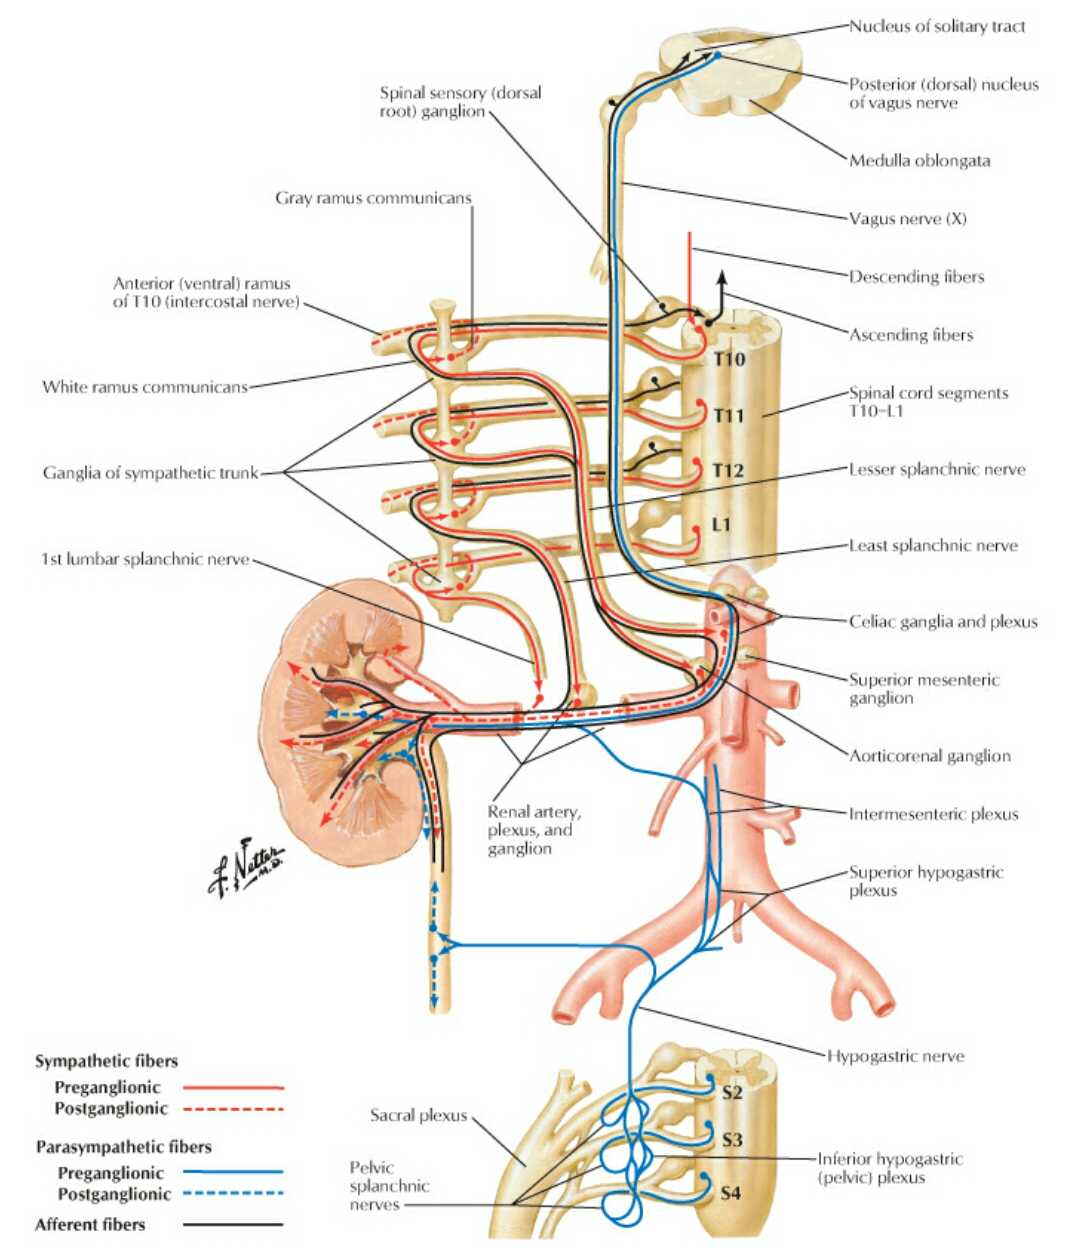 Nucleus of solitary tract
Spinal sensory (dorsal
root) ganglion
Posterior (dorsal) nucleus
of vagus nerve
Medulla oblongata
Gray ramus communicans
Vagus nerve (X)
Anterior (ventral) ramus
of T10 (intercostal nerve)
Descending fibers
Ascending fibers
T10
White ramus communicans
Spinal cord segments
T10–L1
T11
Ganglia of sympathetic trunk
T12
Lesser splanchnic nerve
L1
1st lumbar splanchnic nerve
Least splanchnic nerve
Celiac ganglia and plexus
Superior mesenteric
ganglion
Aorticorenal ganglion
Renal artery,
plexus, and
ganglion
Intermesenteric plexus
F. Netter
M.D.
Superior hypogastric
plexus
Hypogastric nerve
Sympathetic fibers
Preganglionic
Postganglionic
Parasympathetic fibers
Preganglionic
Postganglionic
Afferent fibers
Sacral plexus
S2
S3
S4
Pelvic
splanchnic
nerves
Inferior hypogastric
(pelvic) plexus